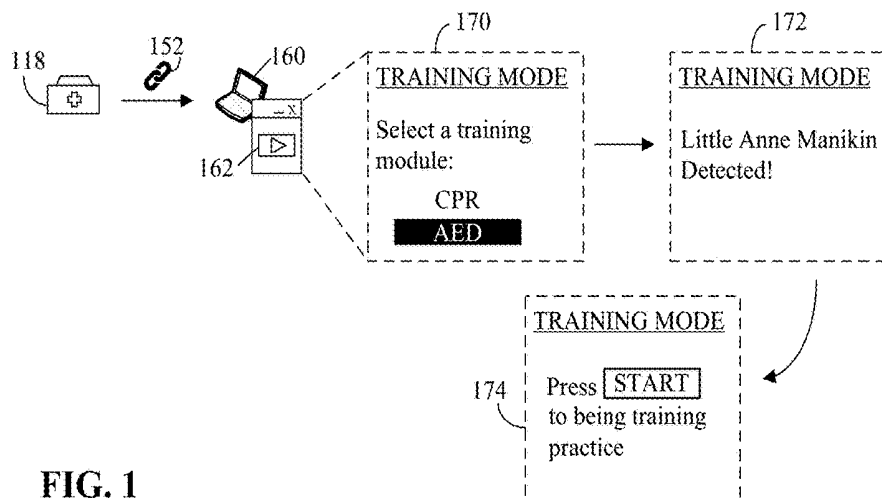 118
152
160
162
170
TRAINING MODE
Select a training
module:
CPR
AED
172
TRAINING MODE
Little Anne Manikin
Detected!
174
TRAINING MODE
Press START
to being training
practice
FIG. 1